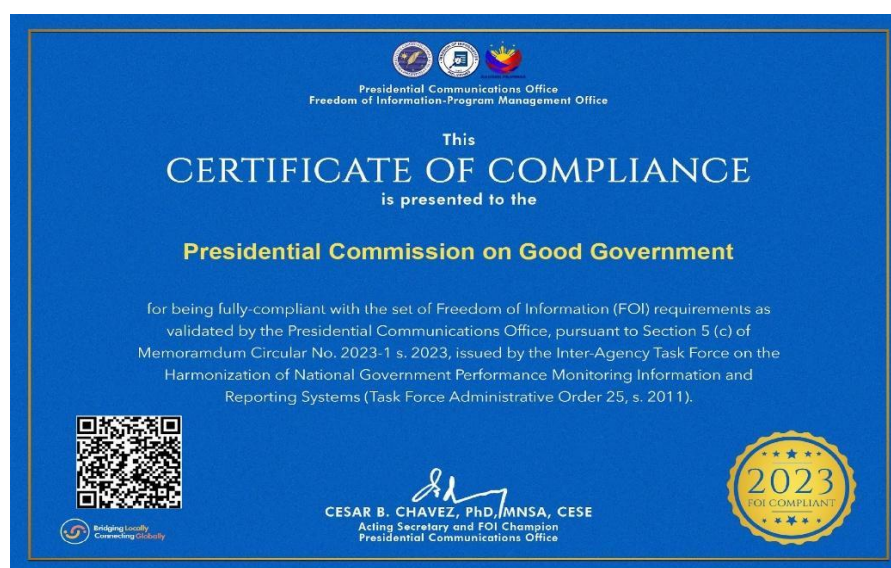 Presidential Communications Office
Freedom of Information-Program Management Office
This
CERTIFICATE OF COMPLIANCE
is presented to the
Presidential Commission on Good Government
for being fully-compliant with the set of Freedom of Information (FOI) requirements as
validated by the Presidential Communications Office, pursuant to Section 5 (c) of
Memoramdum Circular No. 2023-1 s. 2023, issued by the Inter-Agency Task Force on the
Harmonization of National Government Performance Monitoring Information and
Reporting Systems (Task Force Administrative Order 25, s. 2011).
CESAR B. CHAVEZ, PhD, MNSA, CESE
Acting Secretary and FOI Champion
Presidential Communications Office
Bridging Locally
Connecting Globally
2023
FOI COMPLIANT